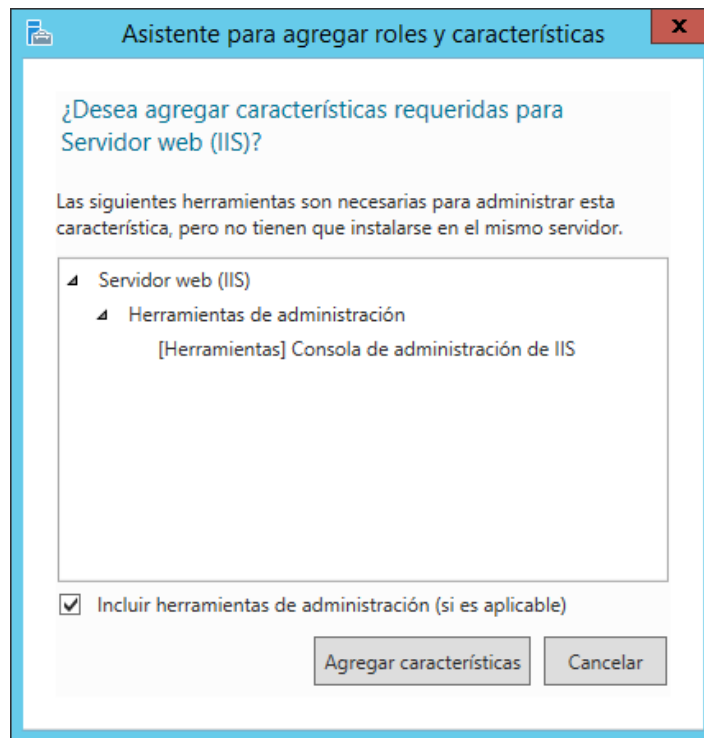 Asistente para agregar roles y características
x
¿Desea agregar características requeridas para
Servidor web (IIS)?
Las siguientes herramientas son necesarias para administrar esta
característica, pero no tienen que instalarse en el mismo servidor.
Servidor web (IIS)
Herramientas de administración
[Herramientas] Consola de administración de IIS
Incluir herramientas de administración (si es aplicable)
Agregar características Cancelar